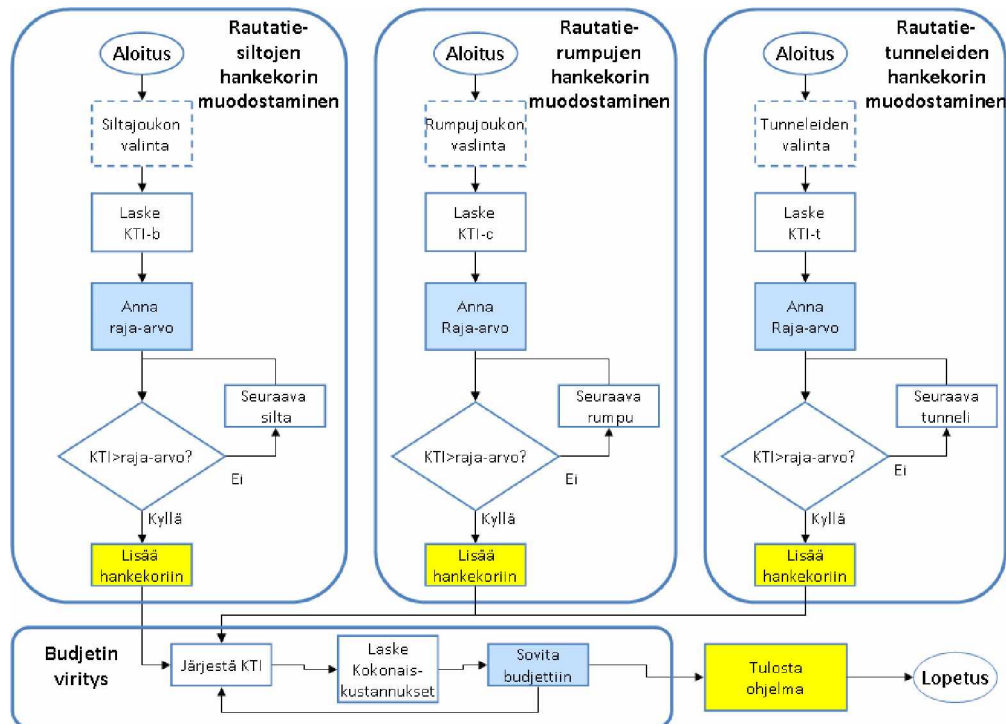 Rautatie-
siltojen
hankekorin
muodostaminen
Aloitus
Siltajoukon
valinta
Laske
KTI-b
Anna
raja-arvo
Seuraava
silta
KTI>raja-arvo?
Ei
Kyllä
Lisää
hankekoriin
Rautatie-
rumpujen
hankekorin
muodostaminen
Aloitus
Rumpujoukon
vaslinta
Laske
KTI-c
Anna
Raja-arvo
Seuraava
rumpu
KTI>raja-arvo?
Ei
Kyllä
Lisää
hankekoriin
Rautatie-
tunneleiden
hankekorin
muodostaminen
Aloitus
Tunneleiden
valinta
Laske
KTI-t
Anna
Raja-arvo
Seuraava
tunneli
KTI>raja-arvo?
Ei
Kyllä
Lisää
hankekoriin
Budjetin
viritys
Järjestä KTI
Laske
Kokonais-
kustannukset
Sovita
budjettiin
Tulosta
ohjelma
Lopetus